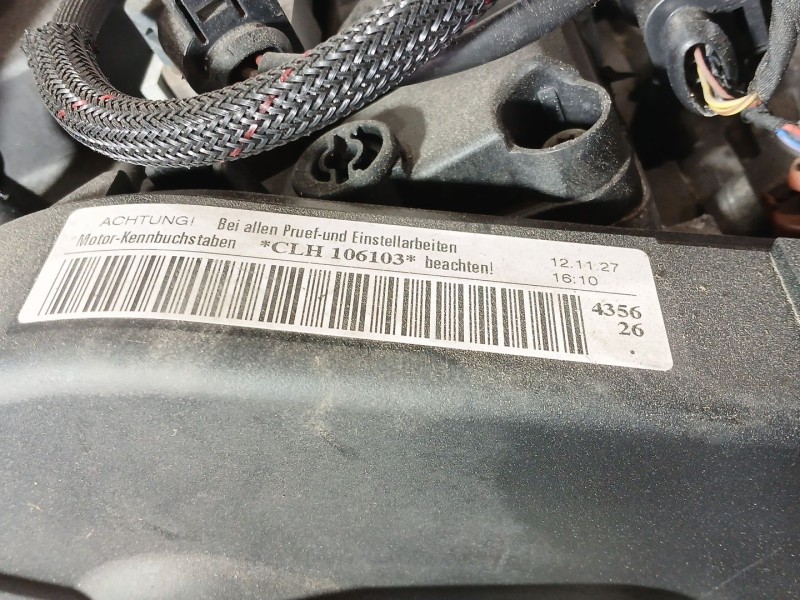 ACHTUNG! Bei allen Pruef-und Einstellarbeiten
Motor-Kennbuchstaben *CLH 106103* beachten!
12.11.27
16:10
4356
26